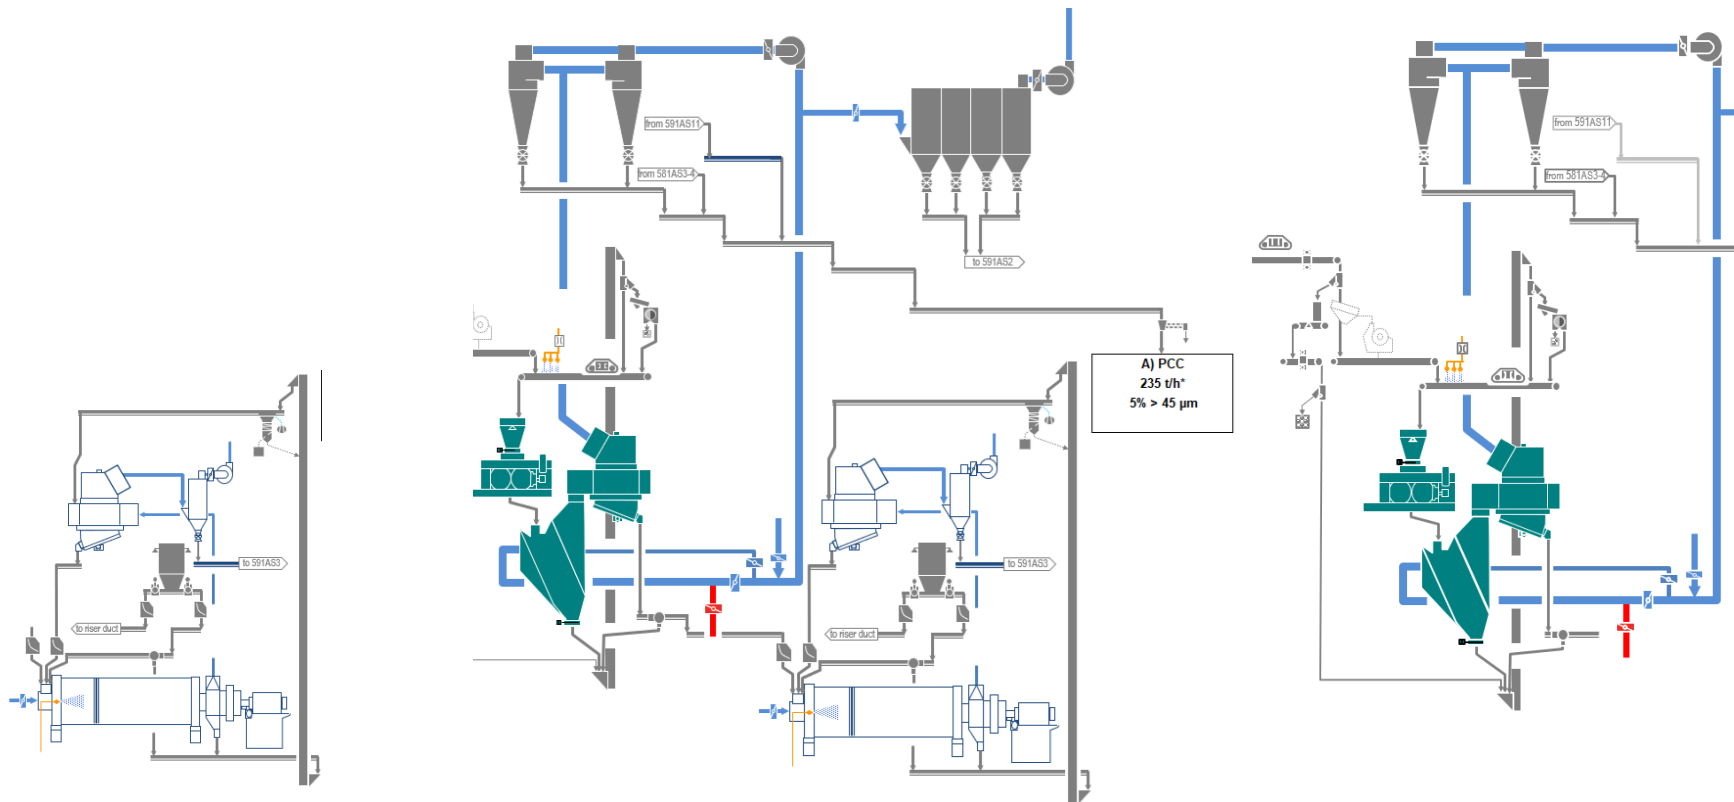 from 591AS11
from 581AS3-4
to 591AS2
A) PCC
235 t/h*
5% > 45 µm
to 591AS3
to riser duct
to 591AS3
to riser duct
from 591AS11
from 581AS3-4